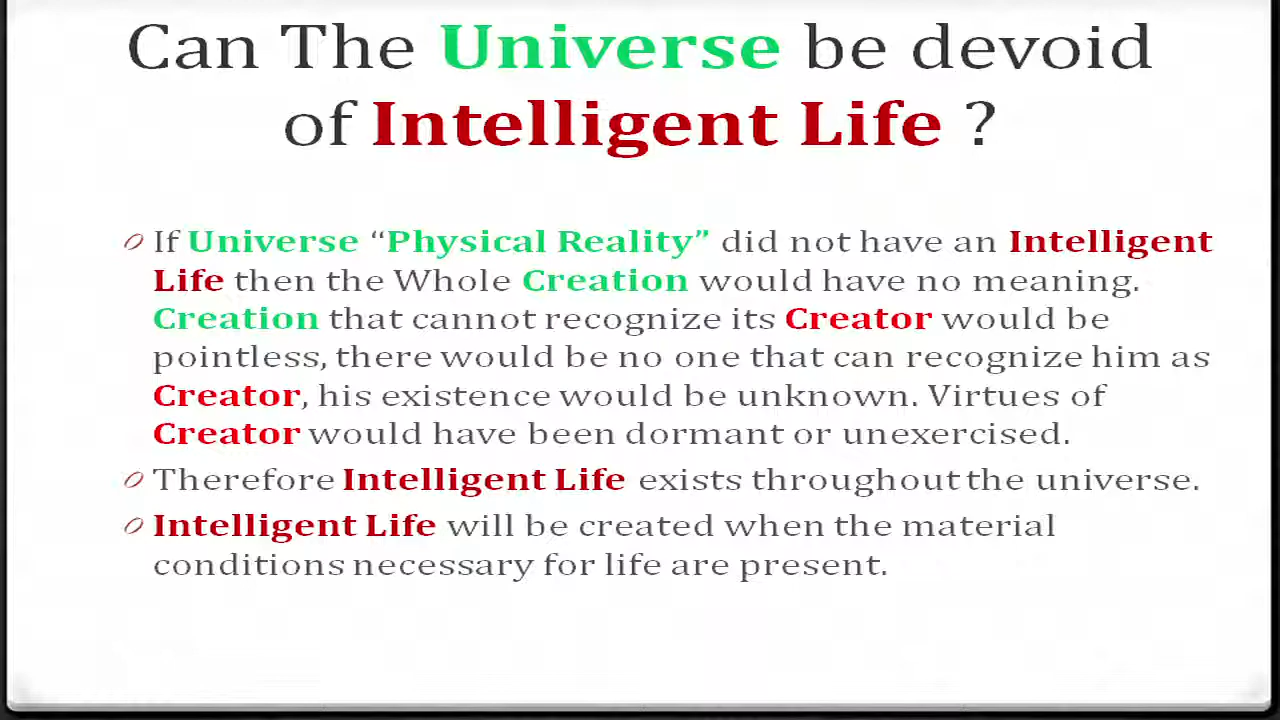 Can The Universe be devoid
of Intelligent Life ?
If Universe “Physical Reality” did not have an Intelligent
Life then the Whole Creation would have no meaning.
Creation that cannot recognize its Creator would be
pointless, there would be no one that can recognize him as
Creator, his existence would be unknown. Virtues of
Creator would have been dormant or unexercised.
Therefore Intelligent Life exists throughout the universe.
Intelligent Life will be created when the material
conditions necessary for life are present.